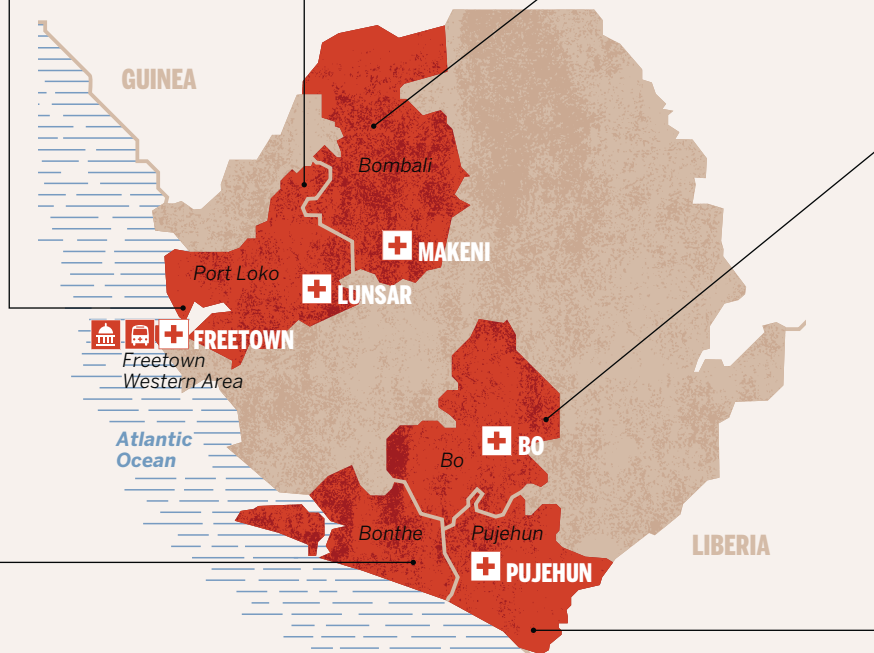 GUINEA
Bombali
MAKENI
Port Loko
LUNSAR
FREETOWN
Freetown
Western Area
Atlantic
Ocean
BO
Bo
Bonthe
Pujehun
LIBERIA
PUJEHUN